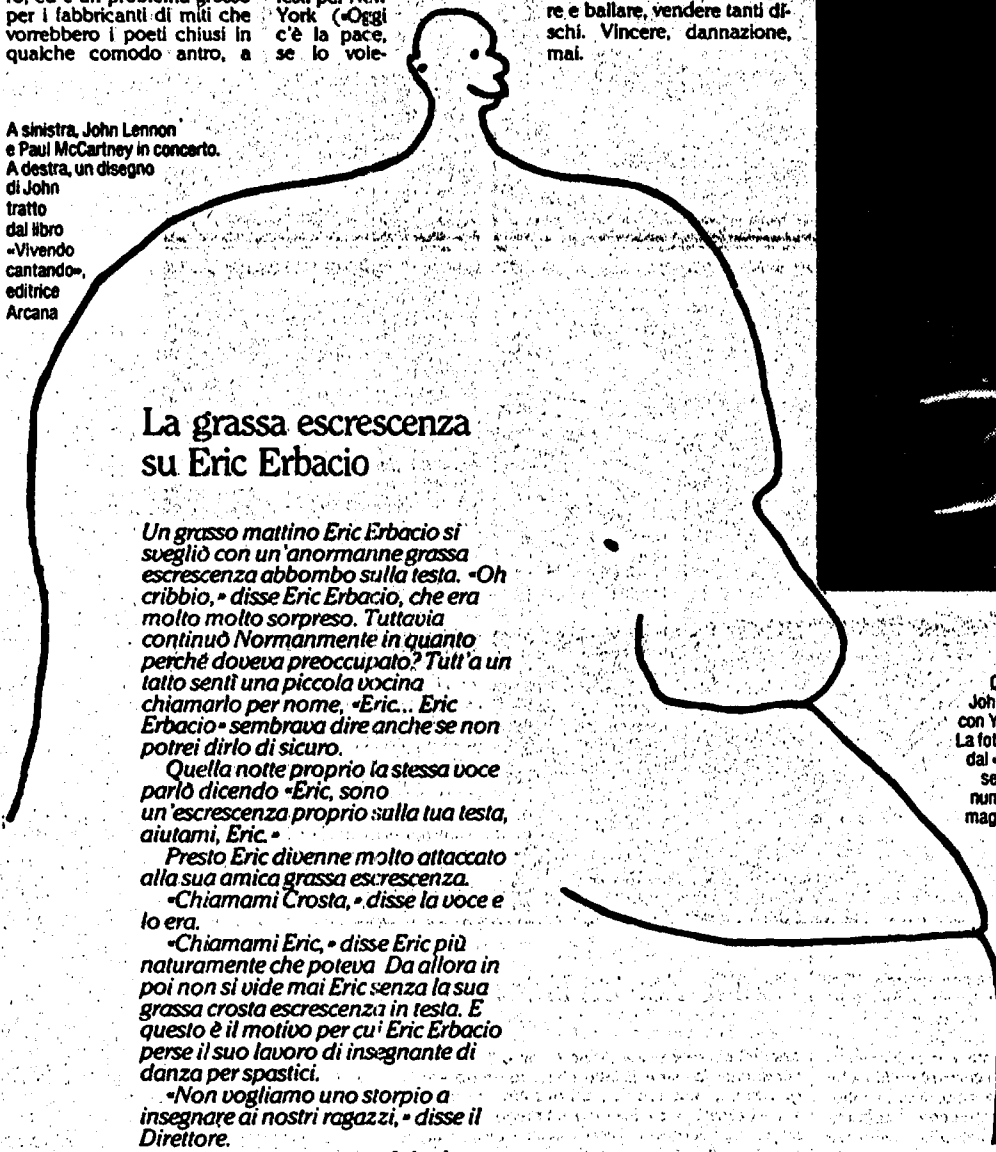 per i fabbricanti di miti che
vorrebbero i poeti chiusi in
qualche comodo antro, a
York («Oggi
c'è la pace,
se lo vole-
re e ballare, vendere tanti di-
schi. Vincere, dannazione,
mai.
A sinistra, John Lennon
e Paul McCartney in concerto.
A destra, un disegno
di John
tratto
dal libro
«Vivendo
cantando»,
editrice
Arcana
La grassa escrescenza
su Eric Erbacio
Un grasso mattino Eric Erbacio si
svegliò con un'anormanne grassa
escrescenza abbombo sulla testa. «Oh
cribbio,» disse Eric Erbacio, che era
molto molto sorpreso. Tuttavia
continuò Normanmente in quanto
perché doveva preoccupato? Tutt'a un
tatto sentì una piccola vocina
chiamarlo per nome, «Eric... Eric
Erbacio» sembrava dire anche se non
potrei dirlo di sicuro.
Quella notte proprio la stessa voce
parlò dicendo «Eric, sono
un'escrescenza proprio sulla tua testa,
aiutami, Eric.»
Presto Eric divenne molto attaccato
alla sua amica grassa escrescenza.
«Chiamami Crosta,» disse la voce e
lo era.
«Chiamami Eric,» disse Eric più
naturamente che poteva Da allora in
poi non si vide mai Eric senza la sua
grassa crosta escrescenza in testa. E
questo è il motivo per cui Eric Erbacio
perse il suo lavoro di insegnante di
danza per spastici.
«Non vogliamo uno storpio a
insegnare ai nostri ragazzi,» disse il
Direttore.
Joh
con Y
La fot
dal «
se
num
mag